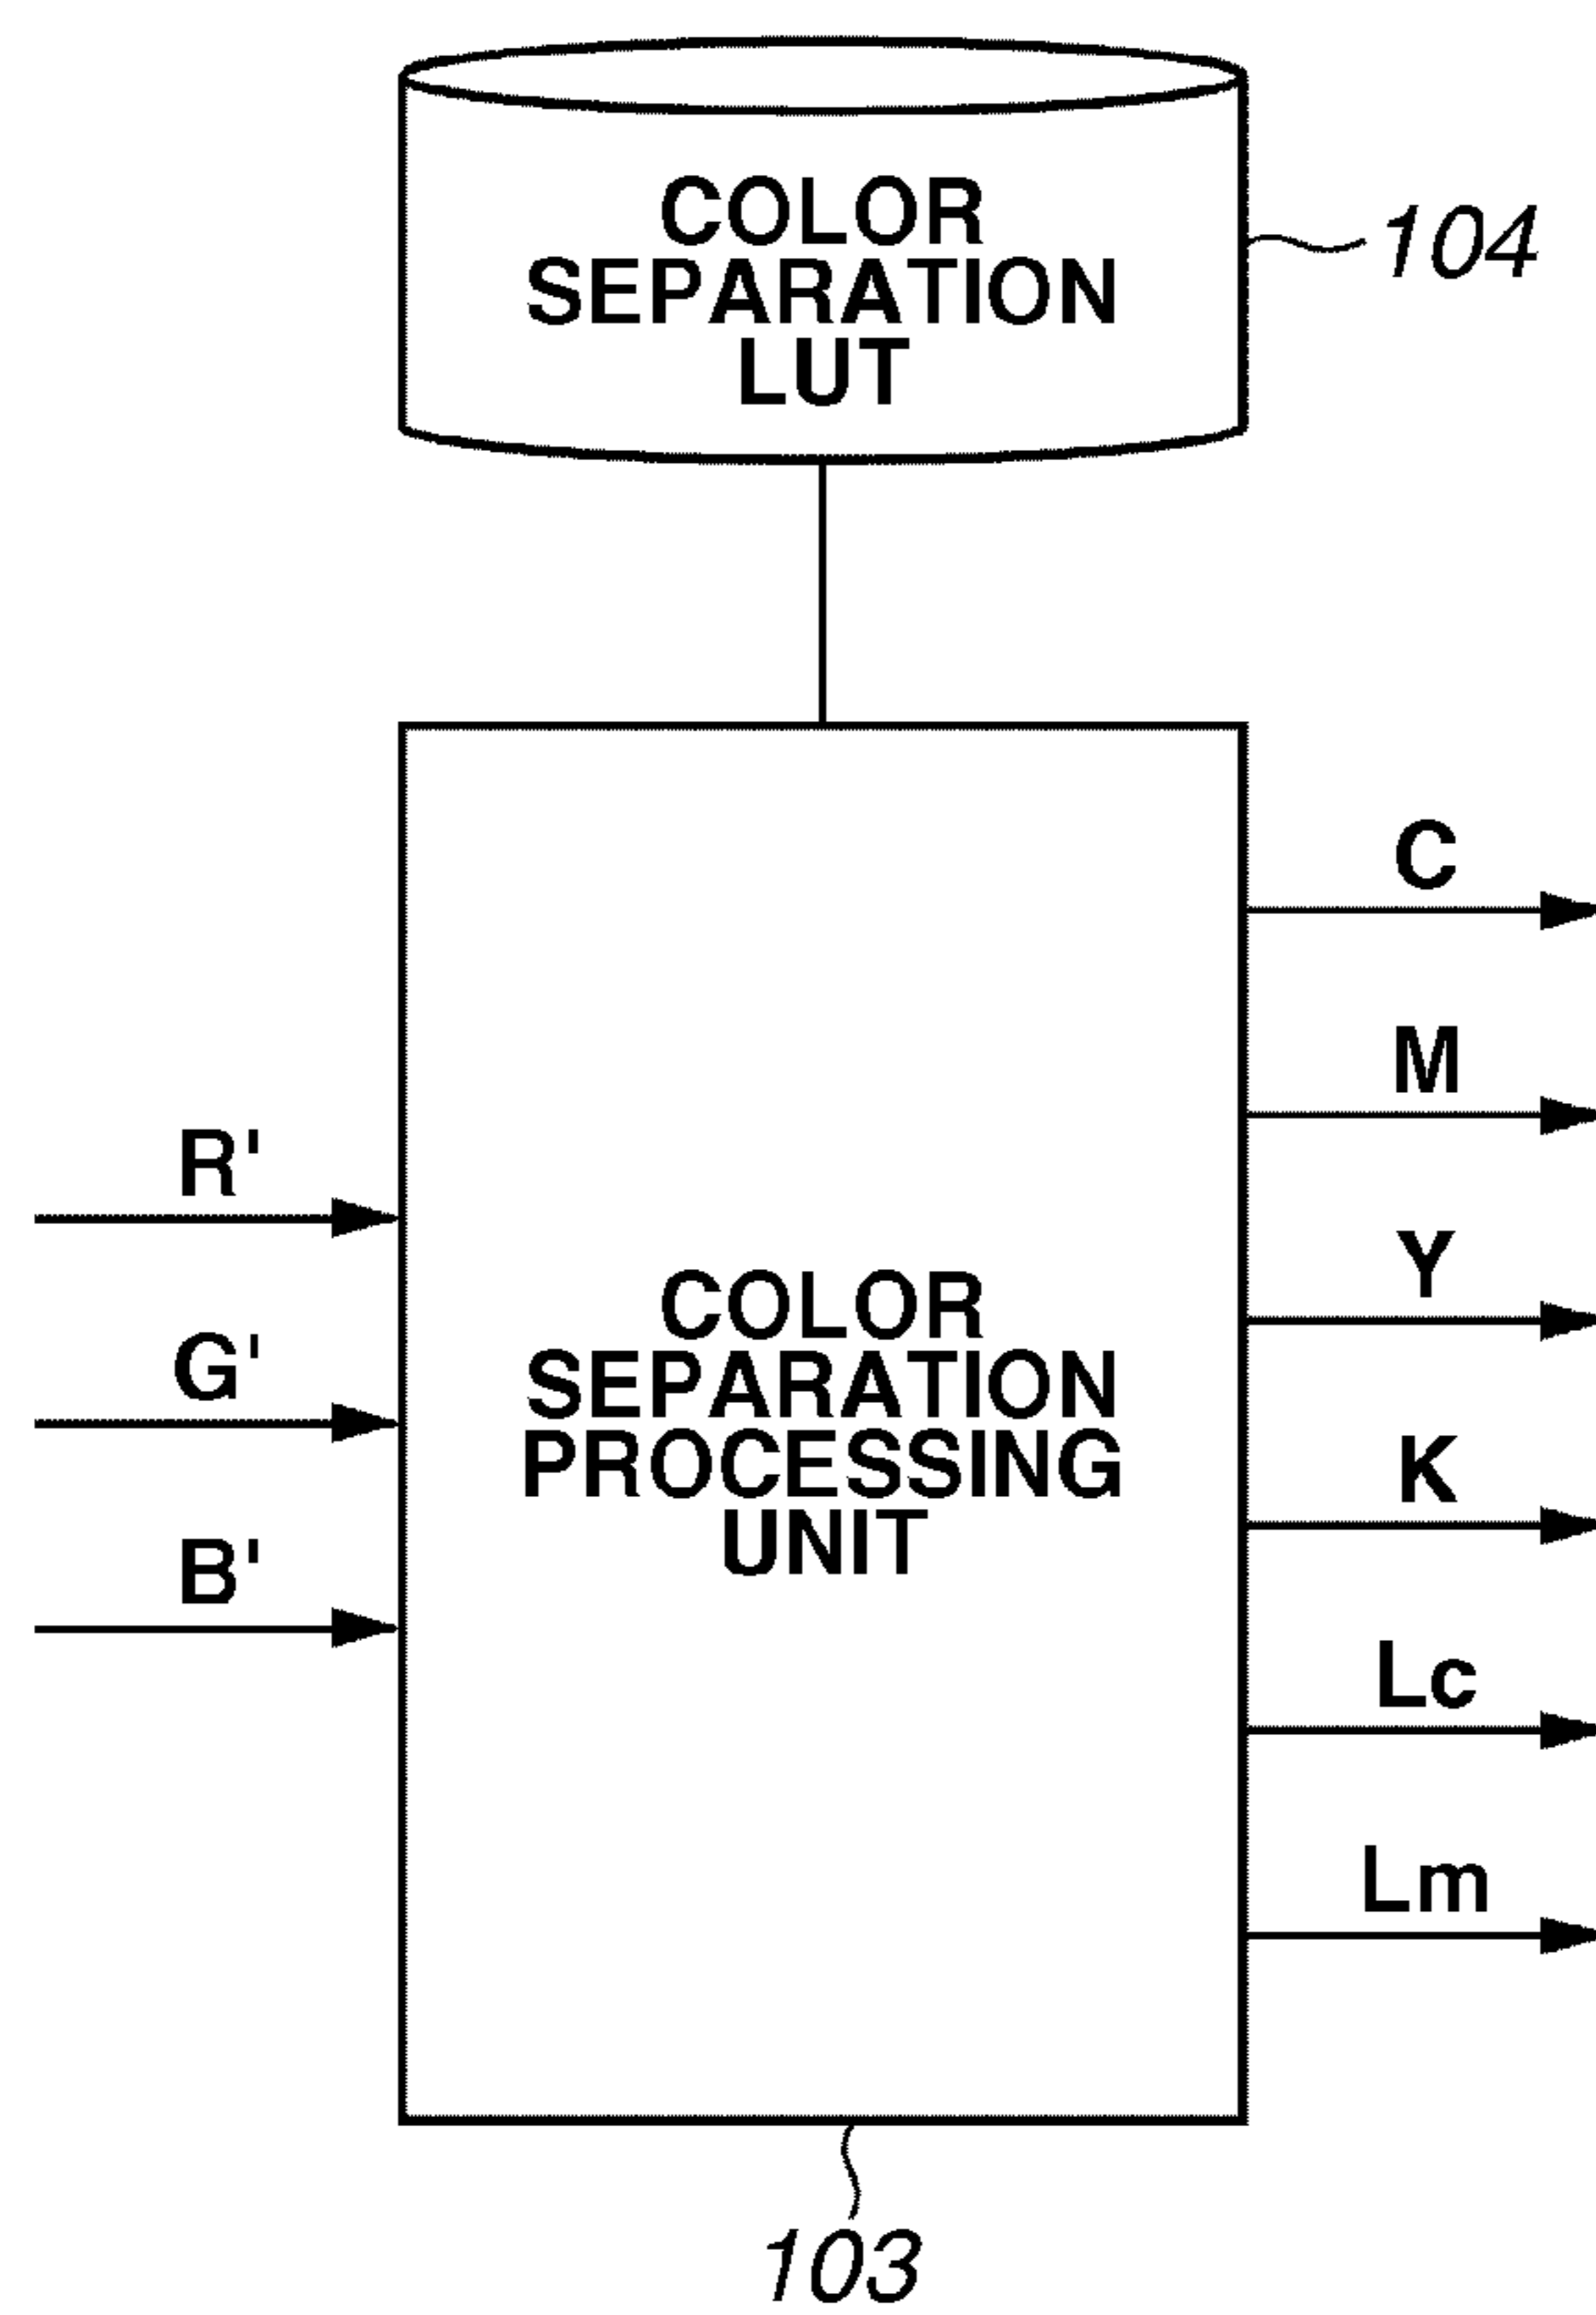 COLOR
SEPARATION
LUT
104
C
M
R'
Y
G'
COLOR
SEPARATION
PROCESSING
UNIT
K
B'
Lc
Lm
103